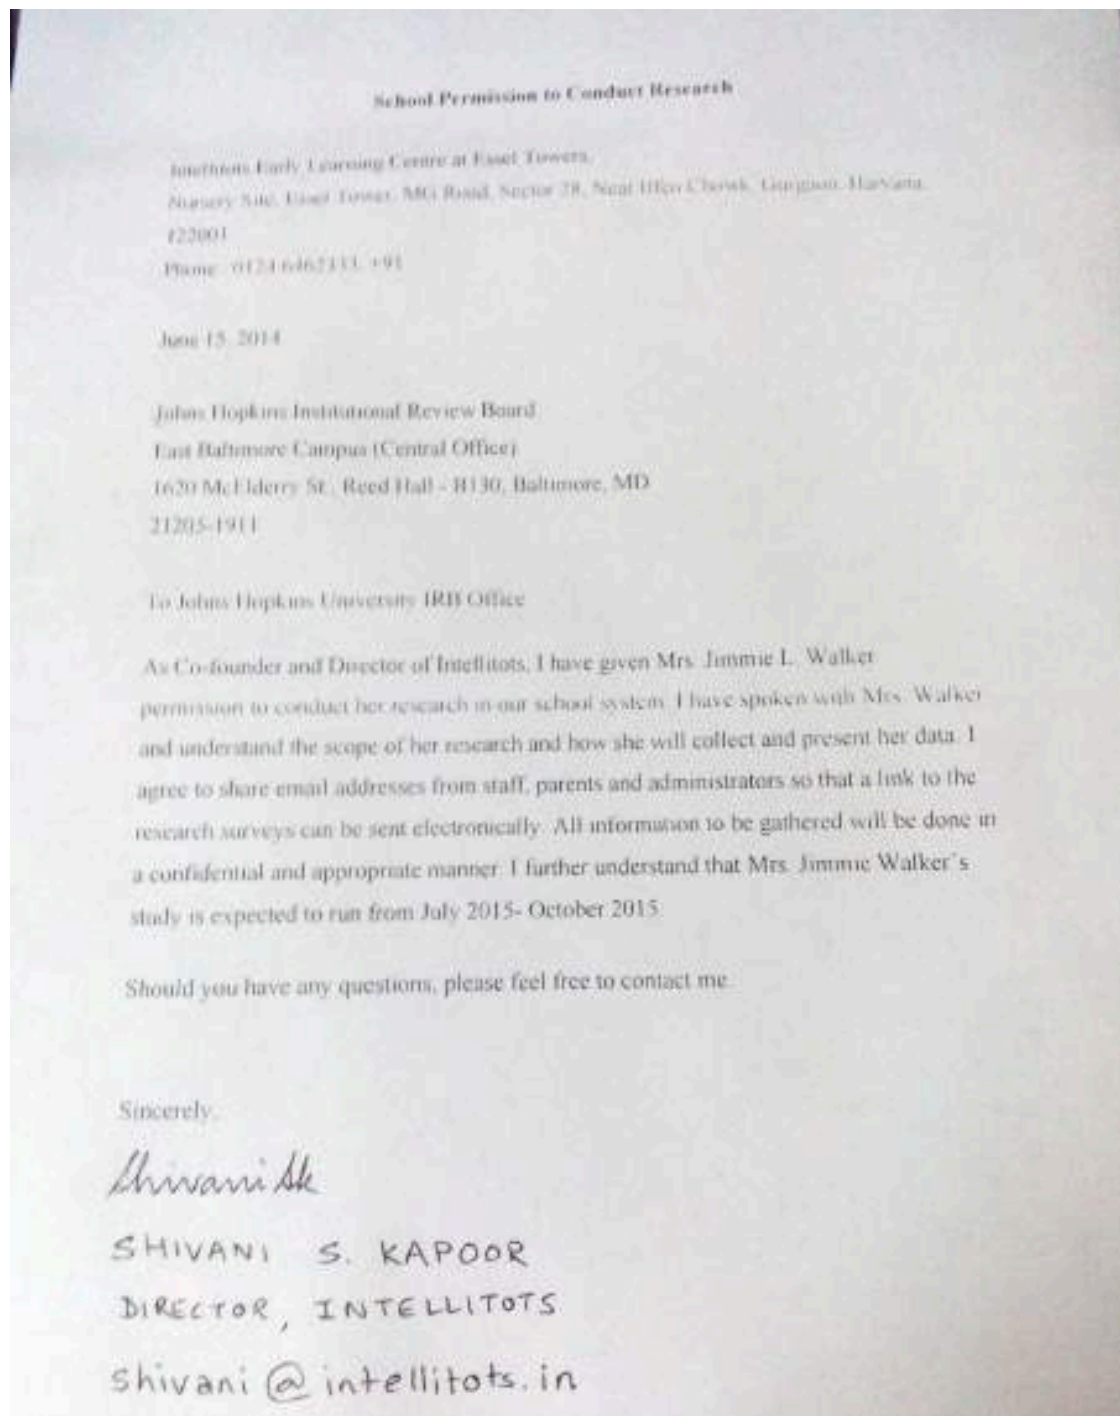 School Permission to Conduct Research
Early Learning Centre at Essel Towers,
Nursery Site, Essel Tower, MG Road, Sector 28, Near Iffco Chowk, Gurgaon, Haryana,
122001
Phone: 0124 6462333, +91
June 15, 2014
Johns Hopkins Institutional Review Board
East Baltimore Campus (Central Office)
1620 McElderry St., Reed Hall - B130, Baltimore, MD
21205-1911
To Johns Hopkins University IRB Office
As Co-founder and Director of Intellitots, I have given Mrs. Jimmie L. Walker
permission to conduct her research in our school system. I have spoken with Mrs. Walker
and understand the scope of her research and how she will collect and present her data. I
agree to share email addresses from staff, parents and administrators so that a link to the
research surveys can be sent electronically. All information to be gathered will be done in
a confidential and appropriate manner. I further understand that Mrs. Jimmie Walker's
study is expected to run from July 2015- October 2015.
Should you have any questions, please feel free to contact me.
Sincerely,
Shivani Sk
SHIVANI S. KAPOOR
DIRECTOR, INTELLITOTS
shivani@intellitots.in